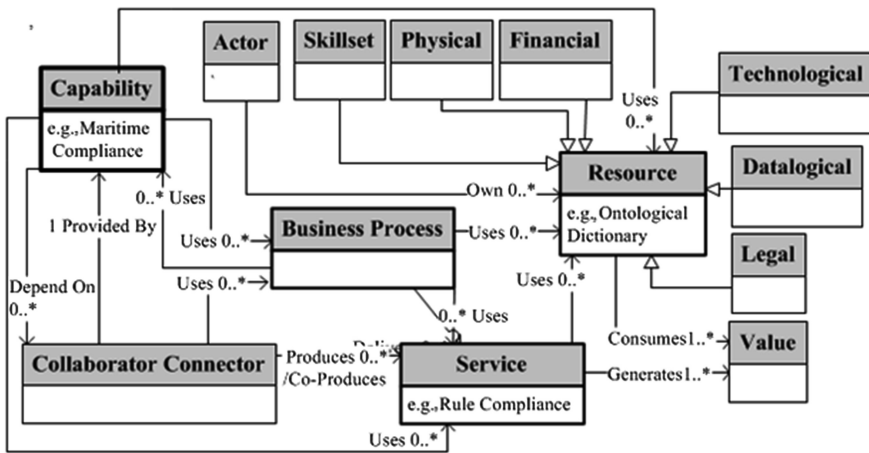 Actor
Skillset
Physical
Financial
Technological
Capability
e.g.,Maritime
Compliance
Uses
0..*
Resource
e.g.,Ontological
Dictionary
Datalogical
Own 0..*
0..* Uses
1 Provided By
Business Process
Uses 0..*
Uses 0..*
Uses 0..*
Uses 0..*
Legal
Depend On
0..*
0..* Uses
Consumes1..*
Value
Collaborator Connector
Produces 0..*
/Co-Produces
Service
e.g.,Rule Compliance
Generates1..*
Uses 0..*